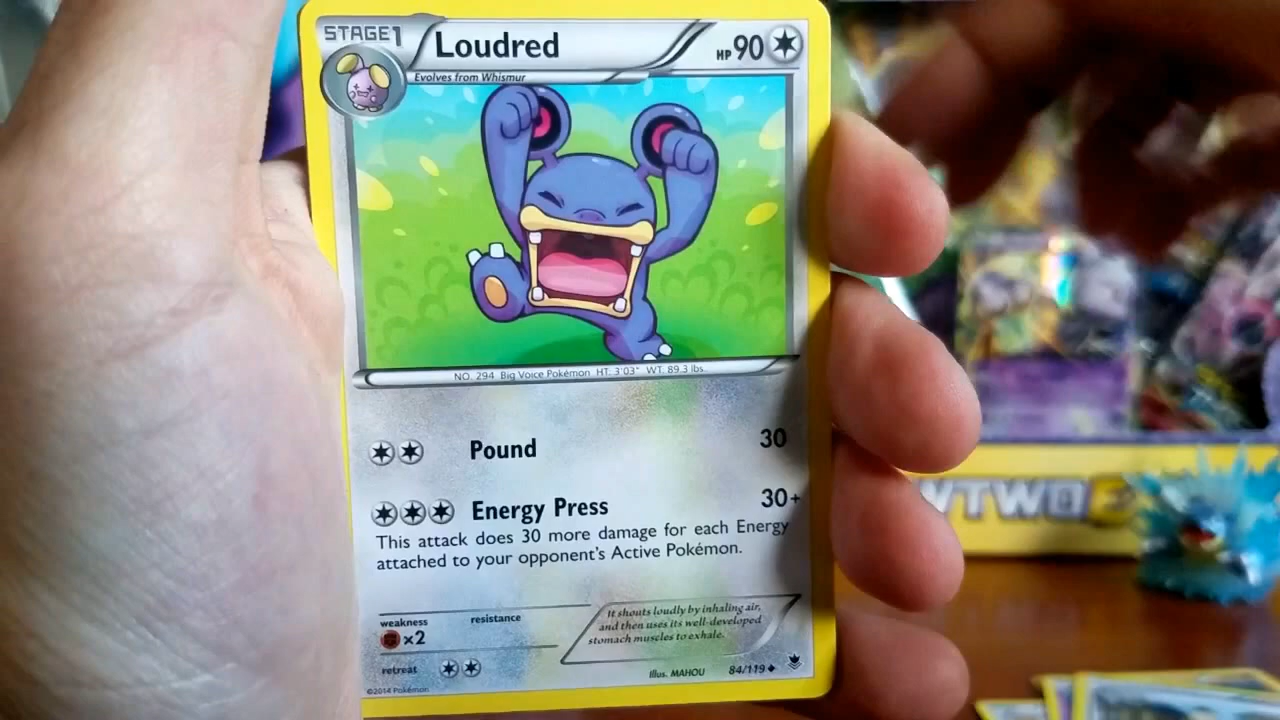 STAGE1
Loudred
HP 90
Evolves from Whismur
NO. 294 Big Voice Pokémon HT. 3'03" WT. 89.3 lbs.
Pound 30
Energy Press 30+
This attack does 30 more damage for each Energy
attached to your opponent's Active Pokémon.
weakness
×2
resistance
retreat
It shouts loudly by inhaling air,
and then uses its well-developed
stomach muscles to exhale.
Illus. MAHOU
84/119
©2014 Pokémon
WTWO